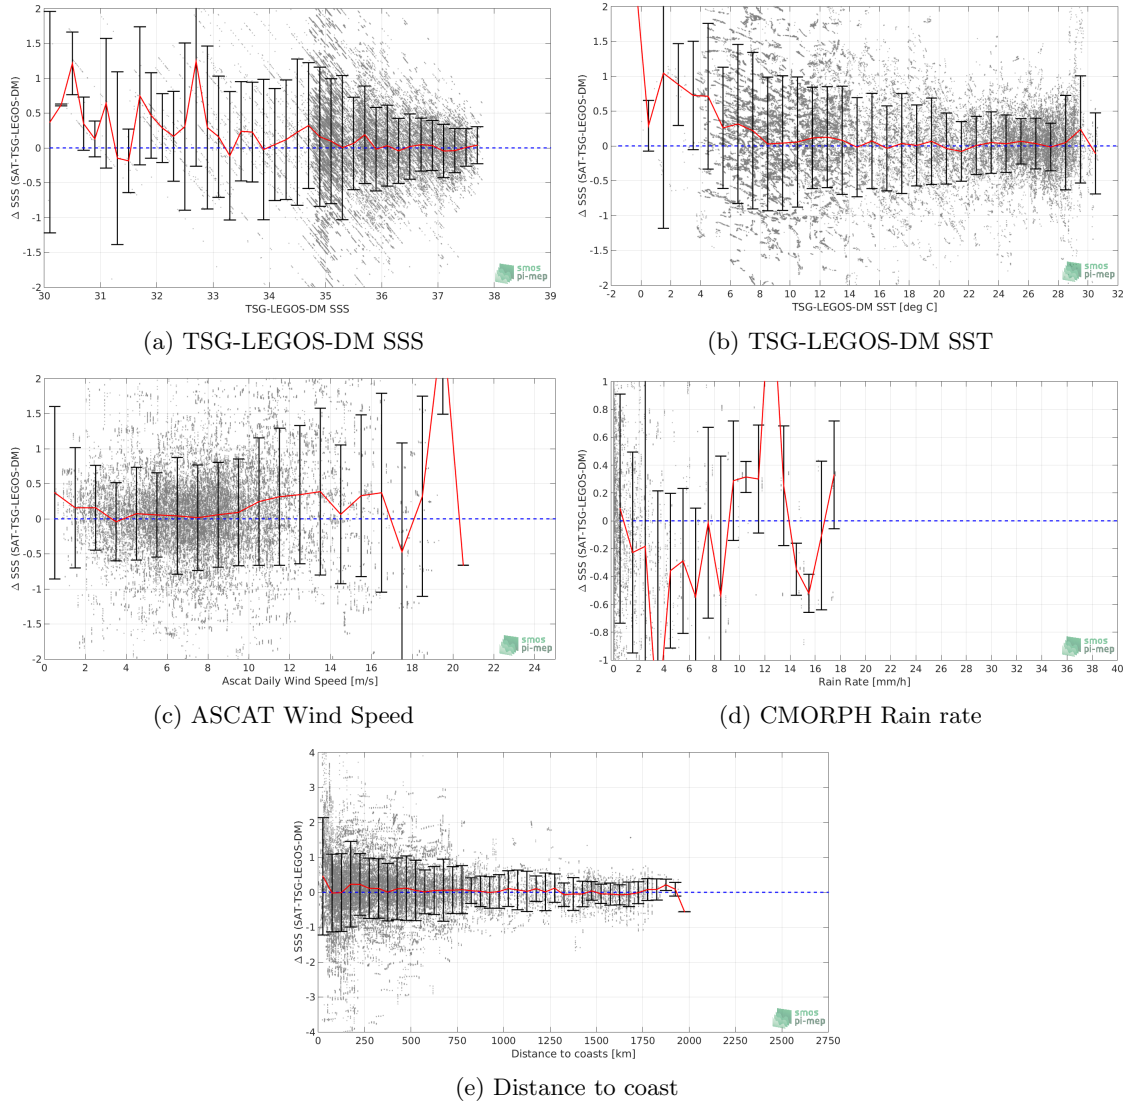 2
1.5
1
0.5
0
-0.5
-1
-1.5
-2
Δ SSS (SAT-TSG-LEGOS-DM)
30 31 32 33 34 35 36 37 38 39
TSG-LEGOS-DM SSS
smos
pi-mep
(a) TSG-LEGOS-DM SSS
2
1.5
1
0.5
0
-0.5
-1
-1.5
-2
Δ SSS (SAT-TSG-LEGOS-DM)
-2 0 2 4 6 8 10 12 14 16 18 20 22 24 26 28 30 32
TSG-LEGOS-DM SST [deg C]
smos
pi-mep
(b) TSG-LEGOS-DM SST
2
1.5
1
0.5
0
-0.5
-1
-1.5
-2
Δ SSS (SAT-TSG-LEGOS-DM)
0 2 4 6 8 10 12 14 16 18 20 22 24
Ascat Daily Wind Speed [m/s]
smos
pi-mep
(c) ASCAT Wind Speed
1
0.8
0.6
0.4
0.2
0
-0.2
-0.4
-0.6
-0.8
-1
Δ SSS (SAT-TSG-LEGOS-DM)
0 2 4 6 8 10 12 14 16 18 20 22 24 26 28 30 32 34 36 38 40
Rain Rate [mm/h]
smos
pi-mep
(d) CMORPH Rain rate
4
3
2
1
0
-1
-2
-3
-4
Δ SSS (SAT-TSG-LEGOS-DM)
0 250 500 750 1000 1250 1500 1750 2000 2250 2500 2750
Distance to coasts [km]
smos
pi-mep
(e) Distance to coast